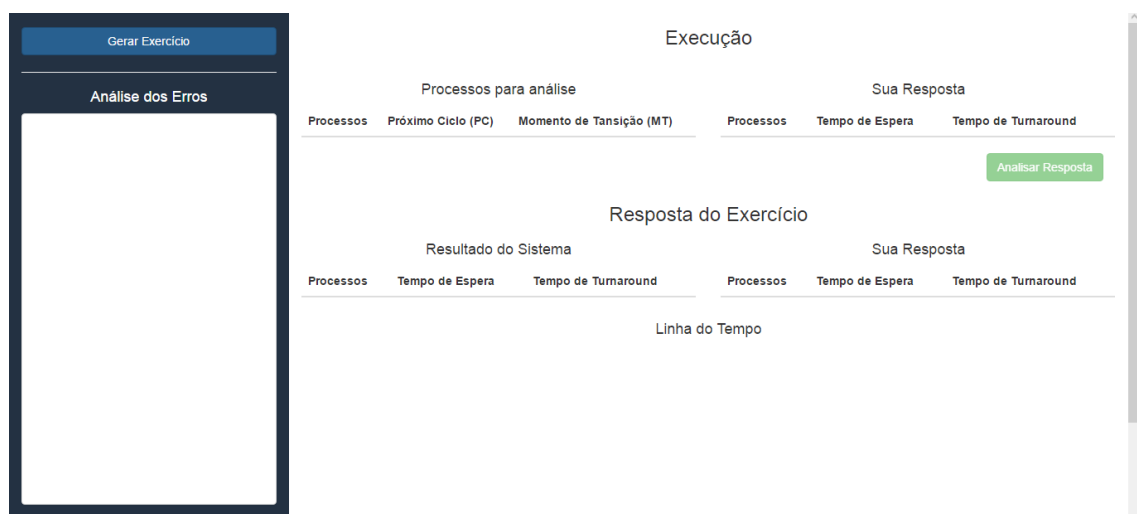 Gerar Exercício
Análise dos Erros
Execução
Processos para análise
Processos Próximo Ciclo (PC) Momento de Tansição (MT)
Sua Resposta
Processos Tempo de Espera Tempo de Turnaround
Analisar Resposta
Resposta do Exercício
Resultado do Sistema
Processos Tempo de Espera Tempo de Turnaround
Sua Resposta
Processos Tempo de Espera Tempo de Turnaround
Linha do Tempo